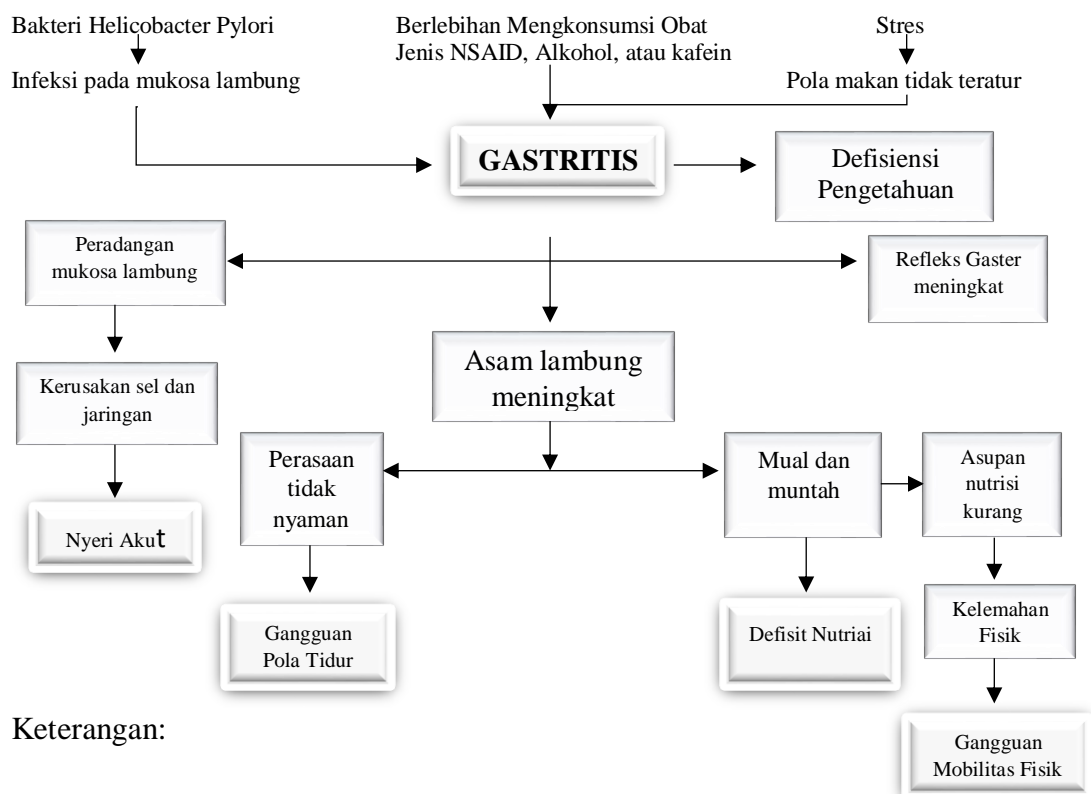 Bakteri Helicobacter Pylori
Infeksi pada mukosa lambung
Berlebihan Mengkonsumsi Obat
Jenis NSAID, Alkohol, atau kafein
Stres
Pola makan tidak teratur
GASTRITIS
Defisiensi
Pengetahuan
Peradangan
mukosa lambung
Refleks Gaster
meningkat
Asam lambung
meningkat
Kerusakan sel dan
jaringan
Nyeri Akut
Perasaan
tidak
nyaman
Gangguan
Pola Tidur
Mual dan
muntah
Defisit Nutriai
Asupan
nutrisi
kurang
Kelemahan
Fisik
Gangguan
Mobilitas Fisik
Keterangan: